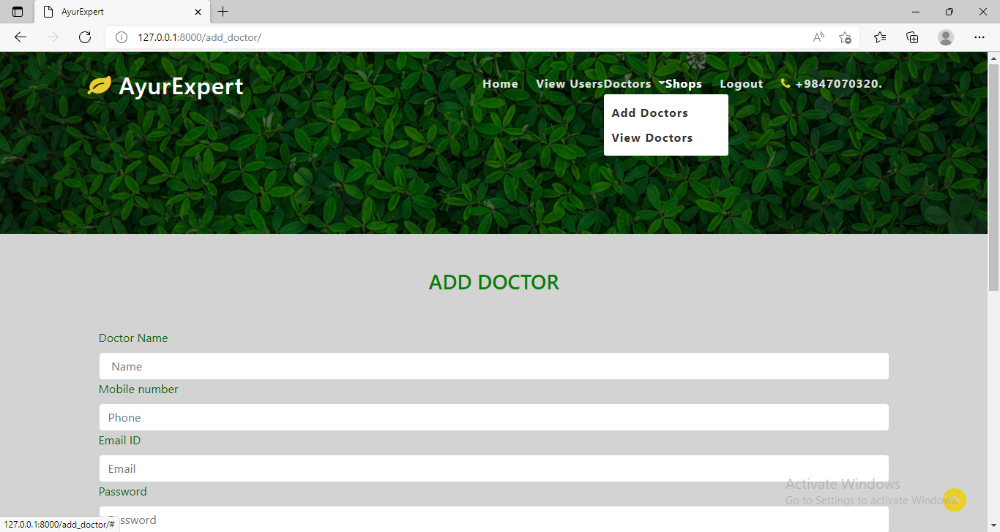 AyurExpert
127.0.0.1:8000/add_doctor/
AyurExpert
Home View Users Doctors Shops Logout +9847070320.
Add Doctors
View Doctors
ADD DOCTOR
Doctor Name
Name
Mobile number
Phone
Email ID
Email
Password
Activate Windows
Go to Settings to activate Windows.
127.0.0.1:8000/add_doctor/#
ssword